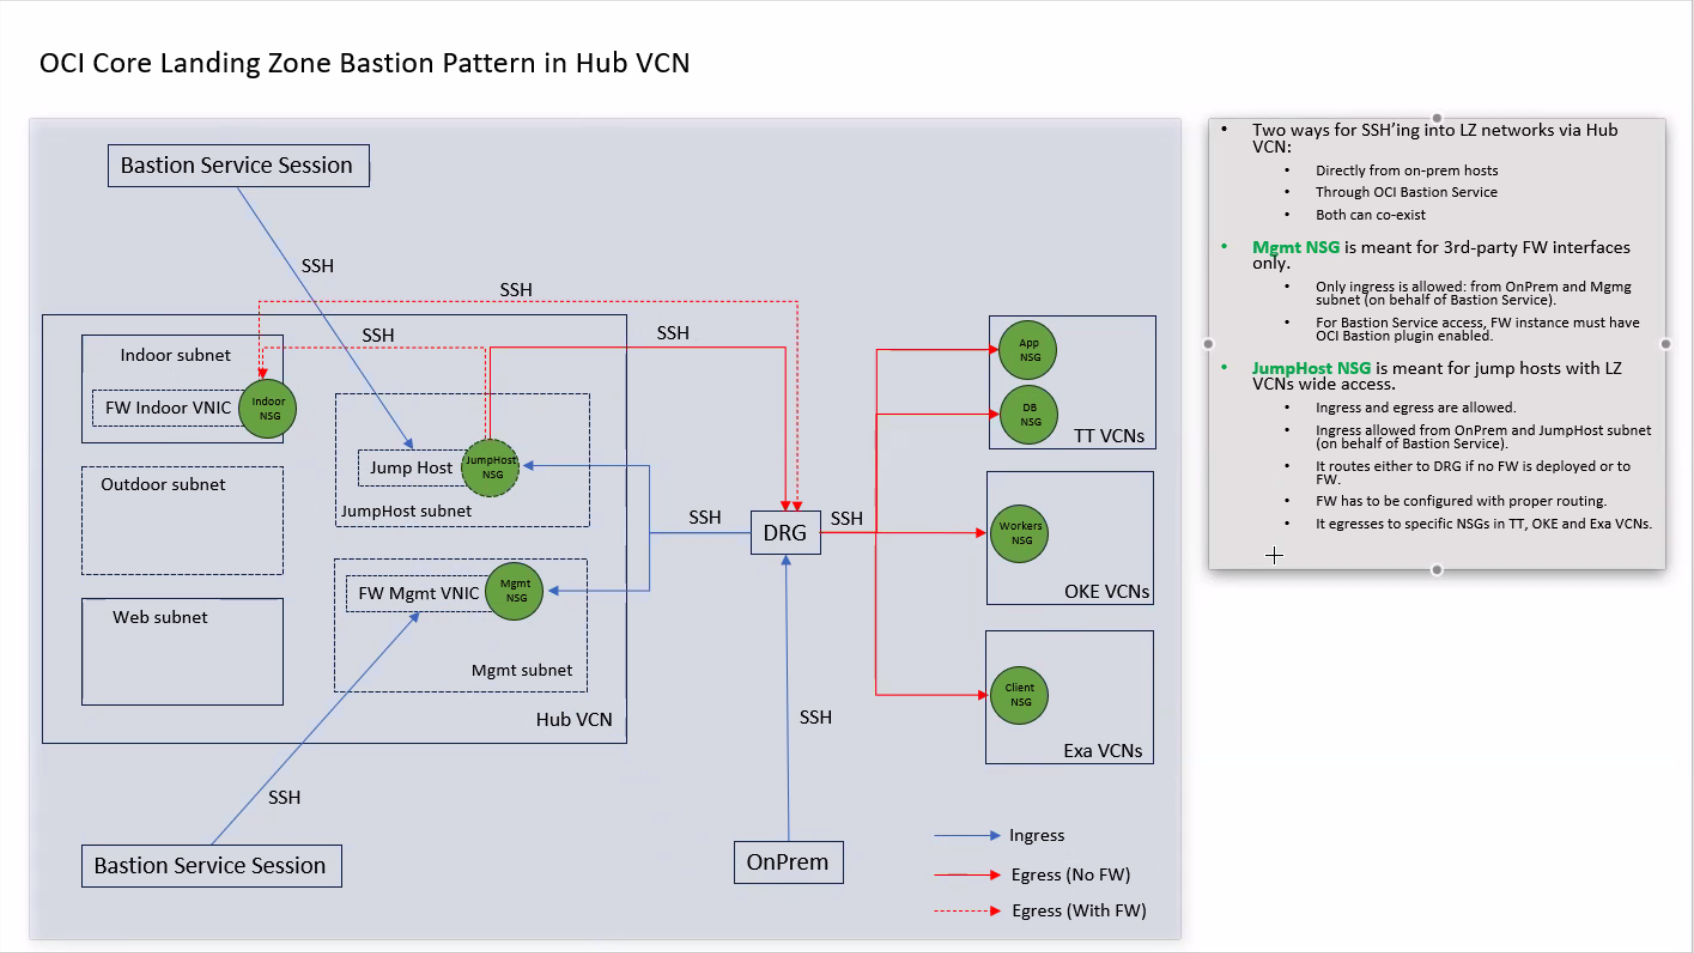 OCI Core Landing Zone Bastion Pattern in Hub VCN
Bastion Service Session
SSH
SSH
SSH
SSH
Indoor subnet
FW Indoor VNIC
Indoor
NSG
Outdoor subnet
Web subnet
Jump Host
JumpHost
NSG
JumpHost subnet
FW Mgmt VNIC
Mgmt
NSG
Mgmt subnet
Hub VCN
SSH
DRG
SSH
App
NSG
DB
NSG
TT VCNs
Workers
NSG
OKE VCNs
Client
NSG
Exa VCNs
SSH
SSH
Bastion Service Session
OnPrem
Ingress
Egress (No FW)
Egress (With FW)
• Two ways for SSH’ing into LZ networks via Hub
VCN:
• Directly from on-prem hosts
• Through OCI Bastion Service
• Both can co-exist
• Mgmt NSG is meant for 3rd-party FW interfaces
only.
• Only ingress is allowed: from OnPrem and Mgmg
subnet (on behalf of Bastion Service).
• For Bastion Service access, FW instance must have
OCI Bastion plugin enabled.
• JumpHost NSG is meant for jump hosts with LZ
VCNs wide access.
• Ingress and egress are allowed.
• Ingress allowed from OnPrem and JumpHost subnet
(on behalf of Bastion Service).
• It routes either to DRG if no FW is deployed or to
FW.
• FW has to be configured with proper routing.
• It egresses to specific NSGs in TT, OKE and Exa VCNs.